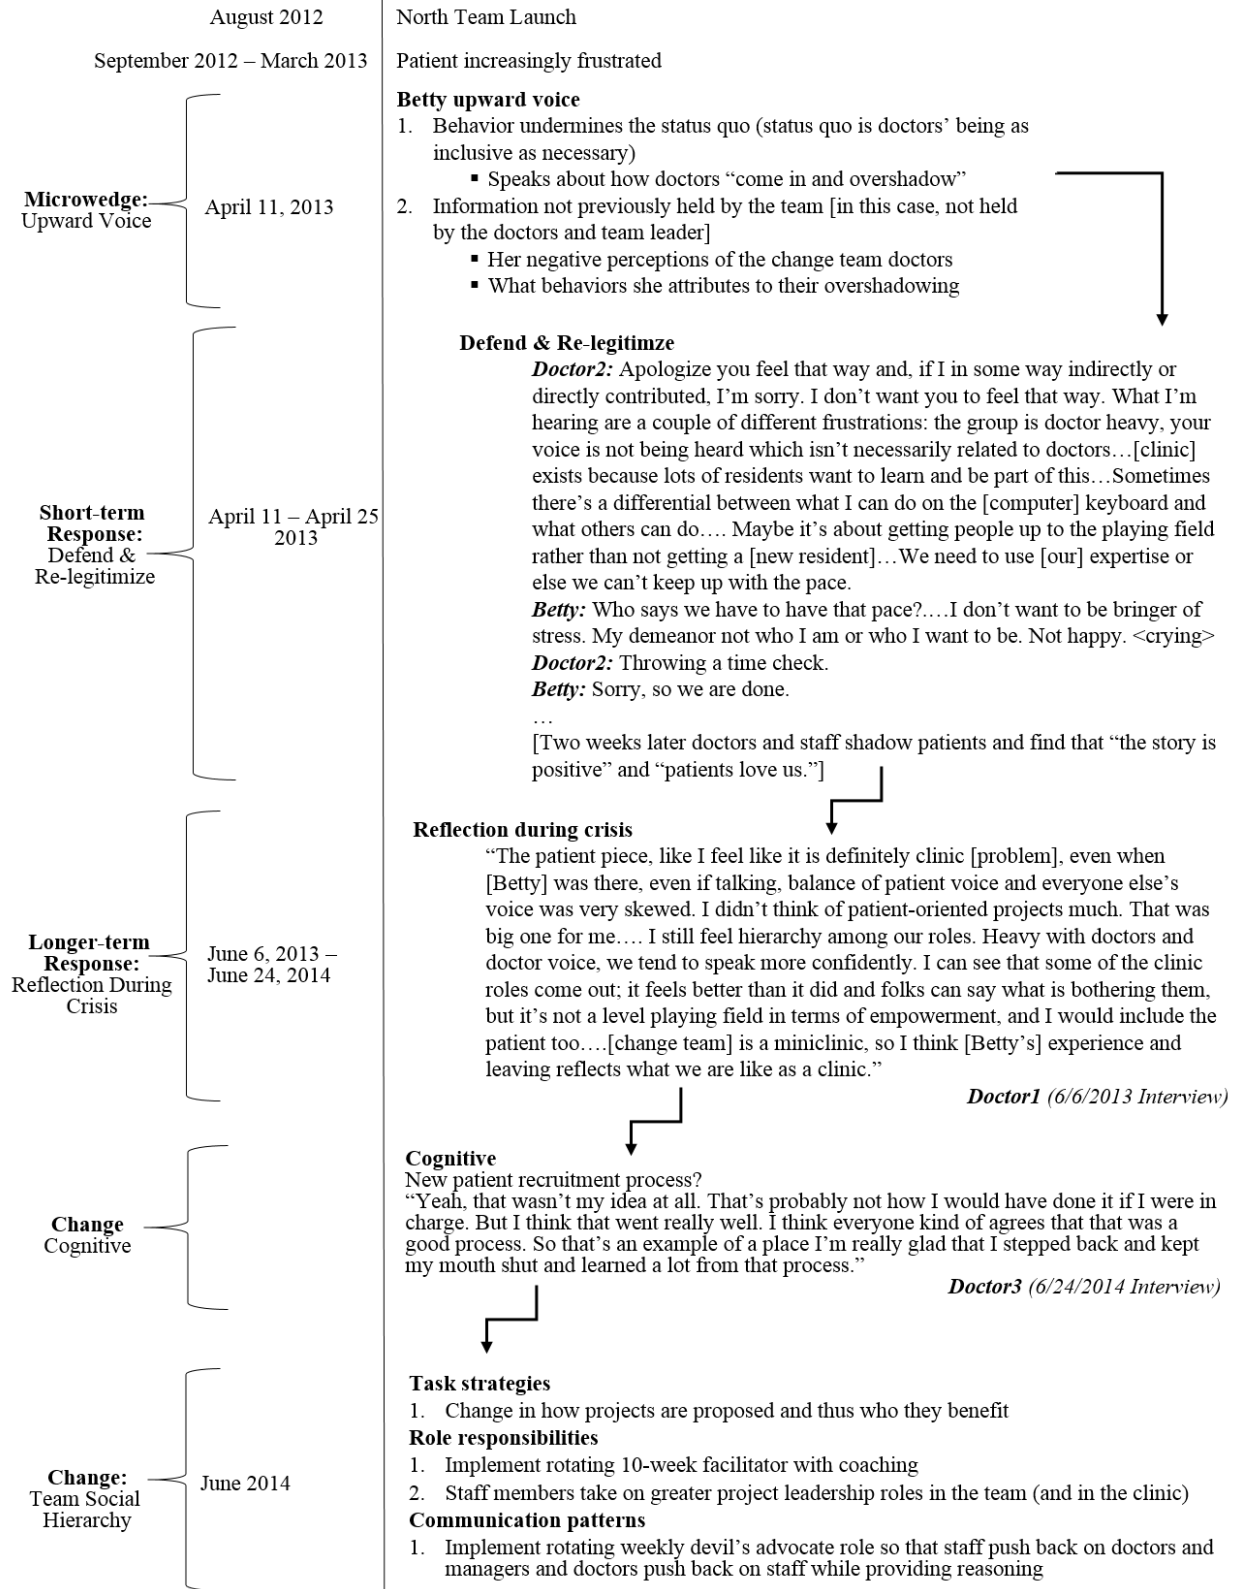 August 2012
North Team Launch
September 2012 – March 2013
Patient increasingly frustrated
Microwedge:
Upward Voice
April 11, 2013
Betty upward voice
1. Behavior undermines the status quo (status quo is doctors’ being as
inclusive as necessary)
▪ Speaks about how doctors “come in and overshadow”
2. Information not previously held by the team [in this case, not held
by the doctors and team leader]
▪ Her negative perceptions of the change team doctors
▪ What behaviors she attributes to their overshadowing
Short-term
Response:
Defend &
Re-legitimize
April 11 – April 25
2013
Defend & Re-legitimze
Doctor2: Apologize you feel that way and, if I in some way indirectly or
directly contributed, I’m sorry. I don’t want you to feel that way. What I’m
hearing are a couple of different frustrations: the group is doctor heavy, your
voice is not being heard which isn’t necessarily related to doctors…[clinic]
exists because lots of residents want to learn and be part of this…Sometimes
there’s a differential between what I can do on the [computer] keyboard and
what others can do…. Maybe it’s about getting people up to the playing field
rather than not getting a [new resident]…We need to use [our] expertise or
else we can’t keep up with the pace.
Betty: Who says we have to have that pace?.…I don’t want to be bringer of
stress. My demeanor not who I am or who I want to be. Not happy. <crying>
Doctor2: Throwing a time check.
Betty: Sorry, so we are done.
…
[Two weeks later doctors and staff shadow patients and find that “the story is
positive” and “patients love us.”]
Longer-term
Response:
Reflection During
Crisis
June 6, 2013 –
June 24, 2014
Reflection during crisis
“The patient piece, like I feel like it is definitely clinic [problem], even when
[Betty] was there, even if talking, balance of patient voice and everyone else’s
voice was very skewed. I didn’t think of patient-oriented projects much. That was
big one for me…. I still feel hierarchy among our roles. Heavy with doctors and
doctor voice, we tend to speak more confidently. I can see that some of the clinic
roles come out; it feels better than it did and folks can say what is bothering them,
but it’s not a level playing field in terms of empowerment, and I would include the
patient too….[change team] is a miniclinic, so I think [Betty’s] experience and
leaving reflects what we are like as a clinic.”
Doctor1 (6/6/2013 Interview)
Change
Cognitive
Cognitive
New patient recruitment process?
“Yeah, that wasn’t my idea at all. That’s probably not how I would have done it if I were in
charge. But I think that went really well. I think everyone kind of agrees that that was a
good process. So that’s an example of a place I’m really glad that I stepped back and kept
my mouth shut and learned a lot from that process.”
Doctor3 (6/24/2014 Interview)
Change:
Team Social
Hierarchy
June 2014
Task strategies
1. Change in how projects are proposed and thus who they benefit
Role responsibilities
1. Implement rotating 10-week facilitator with coaching
2. Staff members take on greater project leadership roles in the team (and in the clinic)
Communication patterns
1. Implement rotating weekly devil’s advocate role so that staff push back on doctors and
managers and doctors push back on staff while providing reasoning